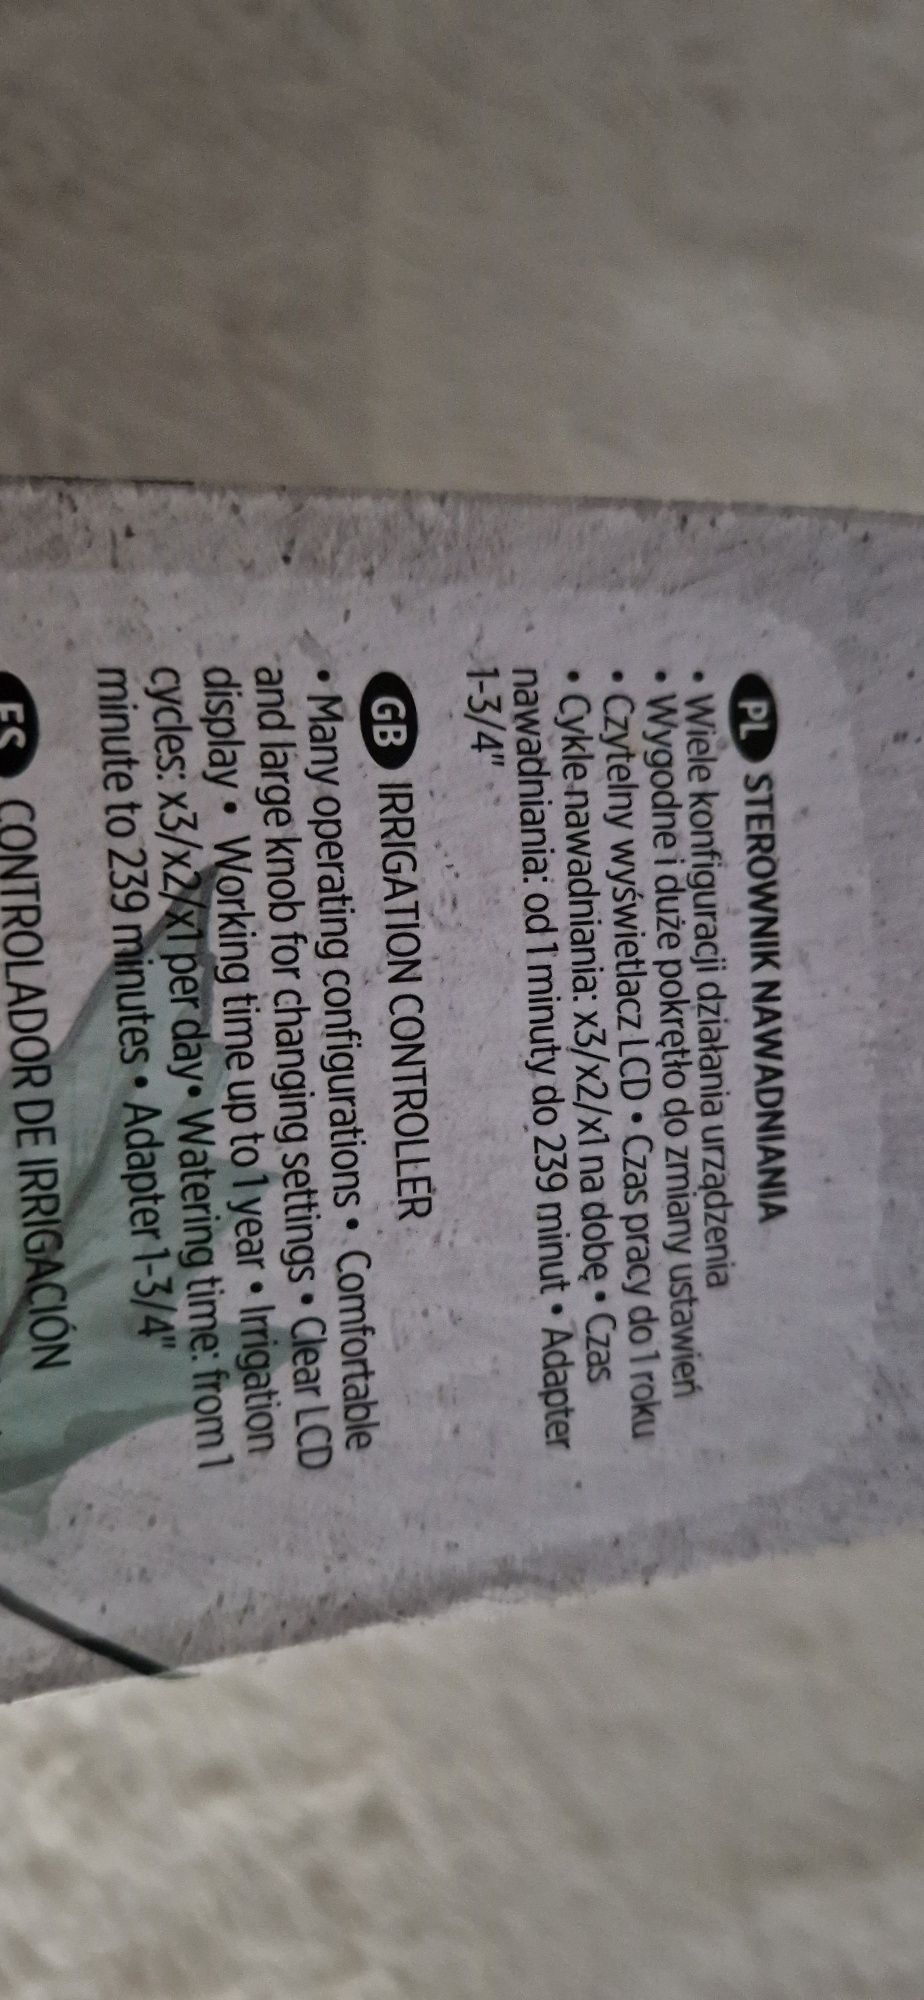 PL STEROWNIK NAWADNIANIA
• Wiele konfiguracji działania urządzenia
• Wygodne i duże pokrętło do zmiany ustawień
• Czytelny wyświetlacz LCD • Czas pracy do 1 roku
• Cykle nawadniania: x3/x2/x1 na dobę • Czas
nawadniania: od 1 minuty do 239 minut • Adapter
1-3/4"
GB IRRIGATION CONTROLLER
• Many operating configurations • Comfortable
and large knob for changing settings • Clear LCD
display • Working time up to 1 year • Irrigation
cycles: x3/x2/x1 per day • Watering time: from 1
minute to 239 minutes • Adapter 1-3/4"
ES CONTROLADOR DE IRRIGACIÓN